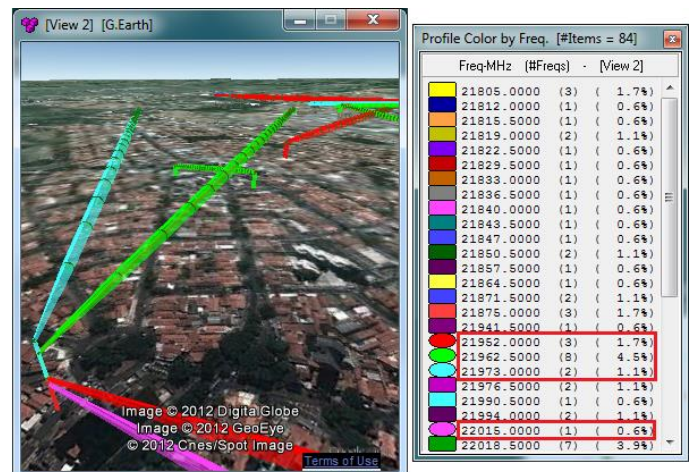 [View 2] [G.Earth]
Image © 2012 DigitalGlobe
Image © 2012 GeoEye
© 2012 Cnes/Spot Image
Terms of Use
Profile Color by Freq. [#Items = 84]
Freq-MHz (#Freqs) - [View 2]
21805.0000 (3) ( 1.7%)
21812.0000 (1) ( 0.6%)
21815.5000 (1) ( 0.6%)
21819.0000 (2) ( 1.1%)
21822.5000 (1) ( 0.6%)
21829.5000 (1) ( 0.6%)
21833.0000 (1) ( 0.6%)
21836.5000 (1) ( 0.6%)
21840.0000 (1) ( 0.6%)
21843.5000 (1) ( 0.6%)
21847.0000 (1) ( 0.6%)
21850.5000 (2) ( 1.1%)
21857.5000 (1) ( 0.6%)
21864.5000 (1) ( 0.6%)
21871.5000 (2) ( 1.1%)
21875.0000 (3) ( 1.7%)
21941.5000 (1) ( 0.6%)
21952.0000 (3) ( 1.7%)
21962.5000 (8) ( 4.5%)
21973.0000 (2) ( 1.1%)
21976.5000 (2) ( 1.1%)
21990.5000 (1) ( 0.6%)
21994.0000 (2) ( 1.1%)
22015.0000 (1) ( 0.6%)
22018.5000 (7) ( 3.9%)